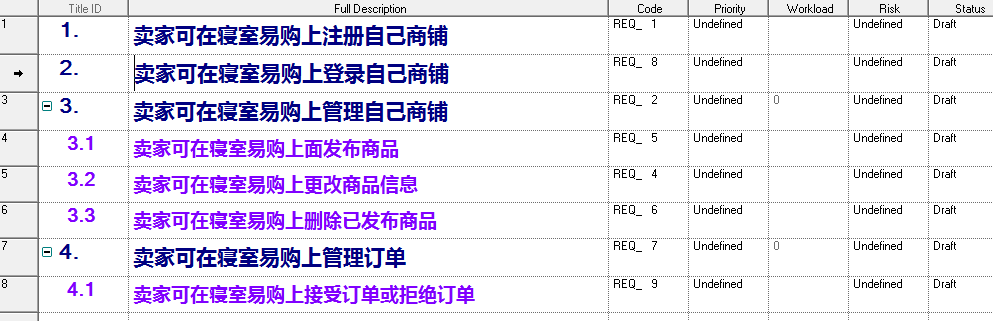 Title ID Full Description Code Priority Workload Risk Status
1 1. 卖家可在寝室易购上注册自己商铺 REQ_ 1 Undefined Undefined Draft
2. 卖家可在寝室易购上登录自己商铺 REQ_ 8 Undefined Undefined Draft
3 3. 卖家可在寝室易购上管理自己商铺 REQ_ 2 Undefined 0 Undefined Draft
4 3.1 卖家可在寝室易购上面发布商品 REQ_ 5 Undefined Undefined Draft
5 3.2 卖家可在寝室易购上更改商品信息 REQ_ 4 Undefined Undefined Draft
6 3.3 卖家可在寝室易购上删除已发布商品 REQ_ 6 Undefined Undefined Draft
7 4. 卖家可在寝室易购上管理订单 REQ_ 7 Undefined 0 Undefined Draft
8 4.1 卖家可在寝室易购上接受订单或拒绝订单 REQ_ 9 Undefined Undefined Draft